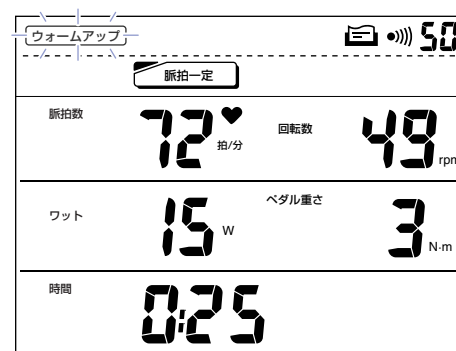 ウォームアップ 50
脈拍一定
脈拍数 72 拍/分 回転数 49 rpm
ワット 15 W ペダル重さ 3 N·m
時間 0:25